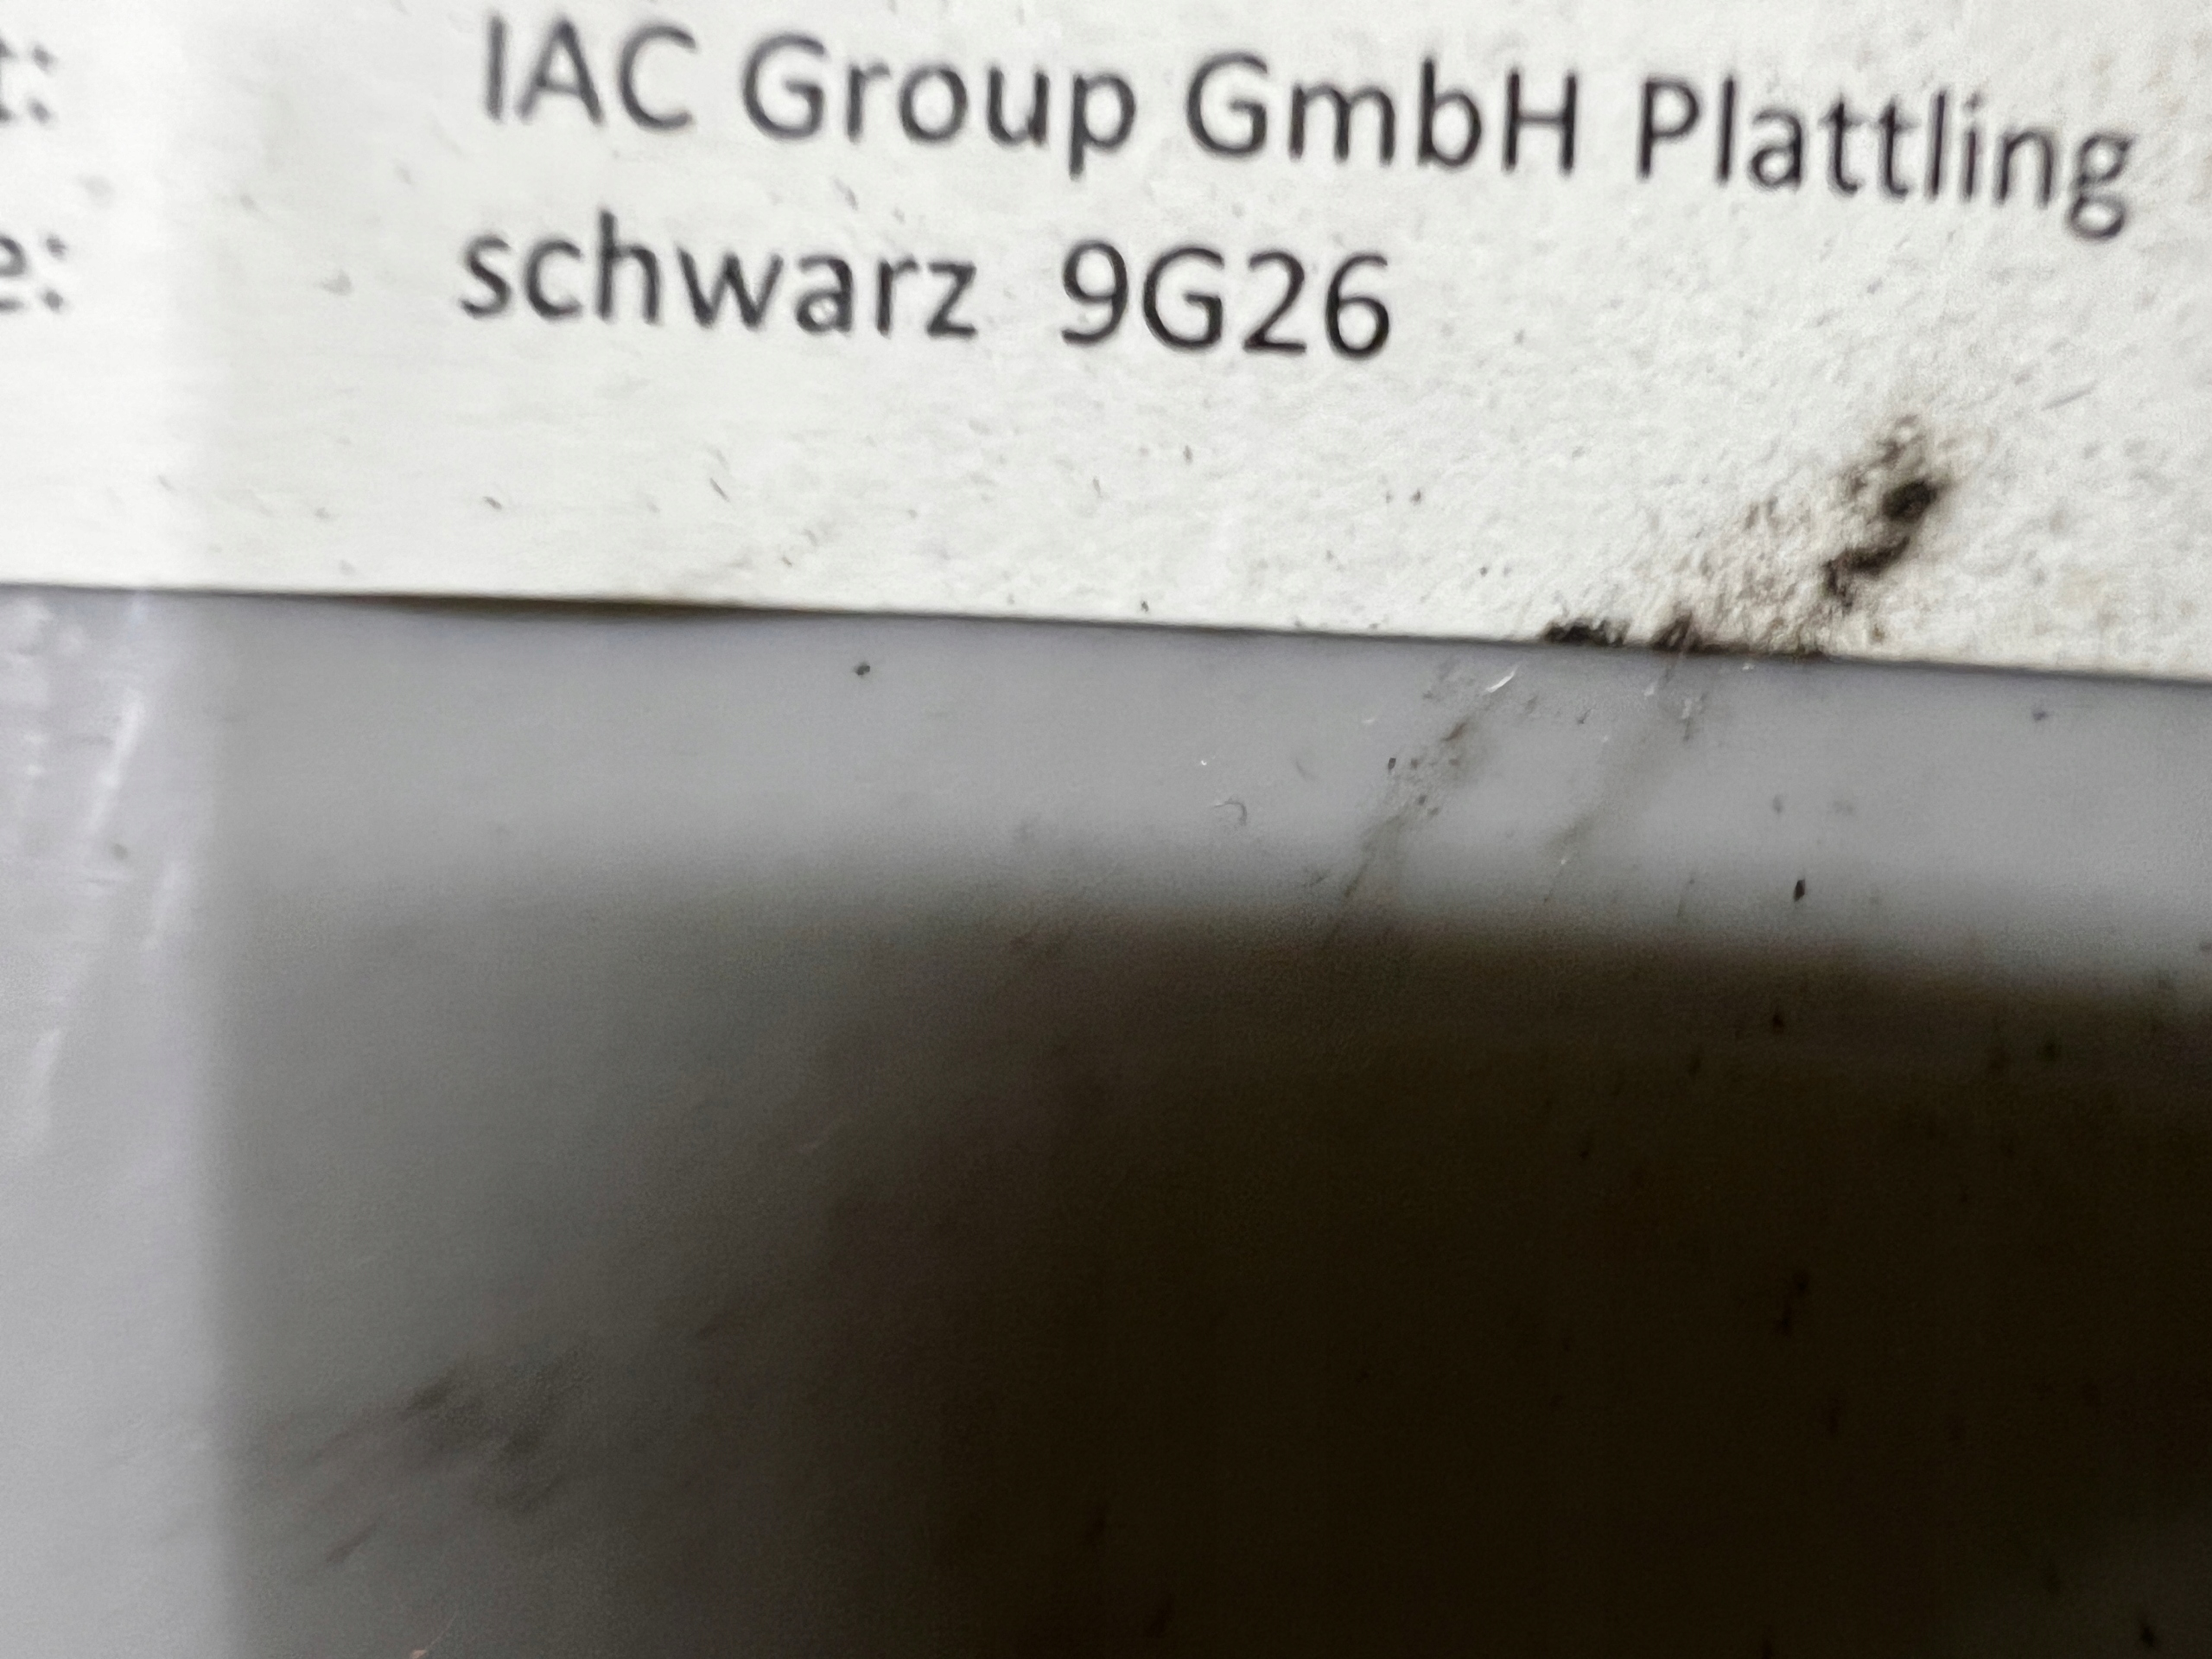 t: IAC Group GmbH Plattling
e: schwarz 9G26